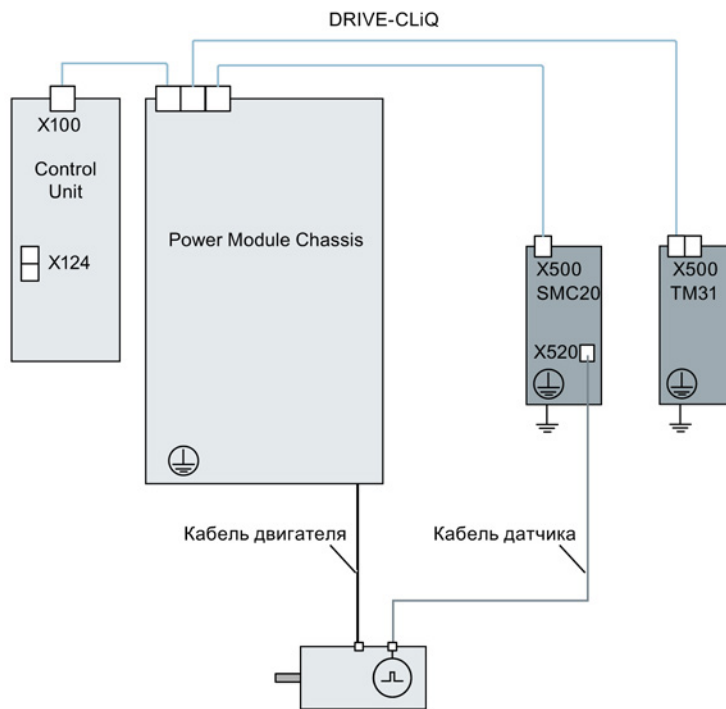 DRIVE-CLiQ
X100
Control
Unit
X124
Power Module Chassis
X500
SMC20
X520
X500
TM31
Кабель двигателя
Кабель датчика